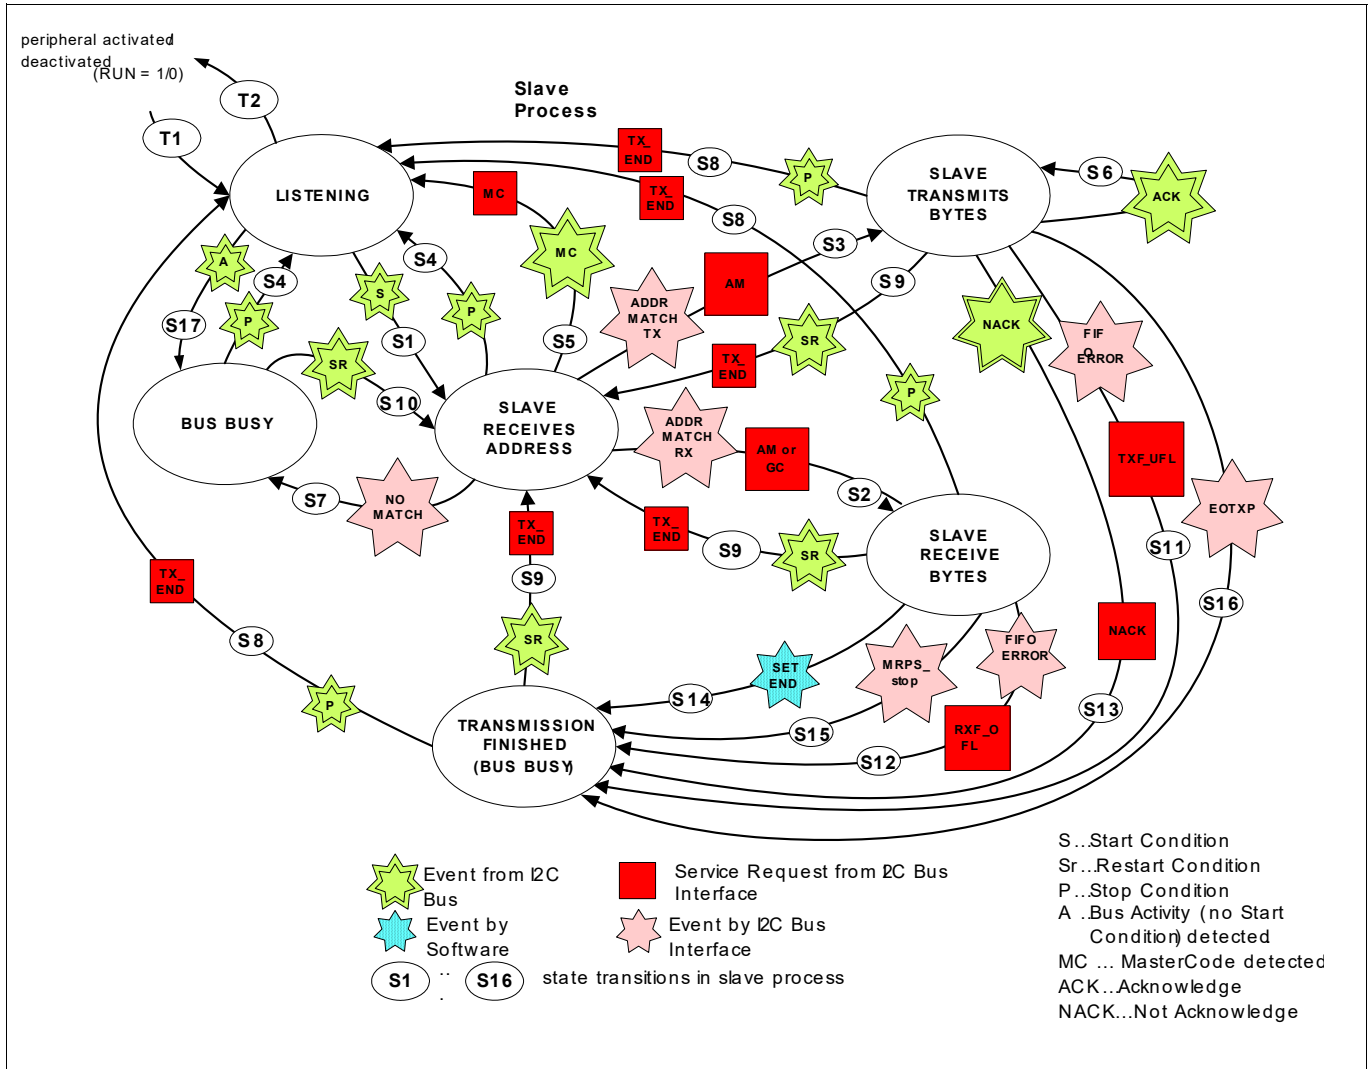 peripheral activated/
deactivated
(RUN = 1/0)
T2
T1
Slave
Process
LISTENING
TX_
END
S8
P
SLAVE
TRANSMITS
BYTES
S6
ACK
MC
TX_
END
S8
MC
S4
S3
A
S4
S
P
ADDR
MATCH
TX
AM
S9
NACK
FIF
O
ERROR
S17
P
S1
S5
SR
SR
TX_
END
S10
P
BUS BUSY
SLAVE
RECEIVES
ADDRESS
ADDR
MATCH
RX
AM or
GC
TXF_UFL
S7
NO
MATCH
S2
EOTXP
TX_
END
TX_
END
S9
SR
SLAVE
RECEIVE
BYTES
S11
TX_
END
S9
S16
S8
SR
SET
END
MRPS_
stop
FIFO
ERROR
NACK
P
S14
S15
S12
RXF_O
FL
S13
TRANSMISSION
FINISHED
(BUS BUSY)
Event from I2C
Bus
Service Request from I2C Bus
Interface
Event by
Software
Event by I2C Bus
Interface
S1
..
.
S16
state transitions in slave process
S...Start Condition
Sr...Restart Condition
P...Stop Condition
A ..Bus Activity (no Start
Condition) detected.
MC ... MasterCode detected
ACK...Acknowledge
NACK...Not Acknowledge